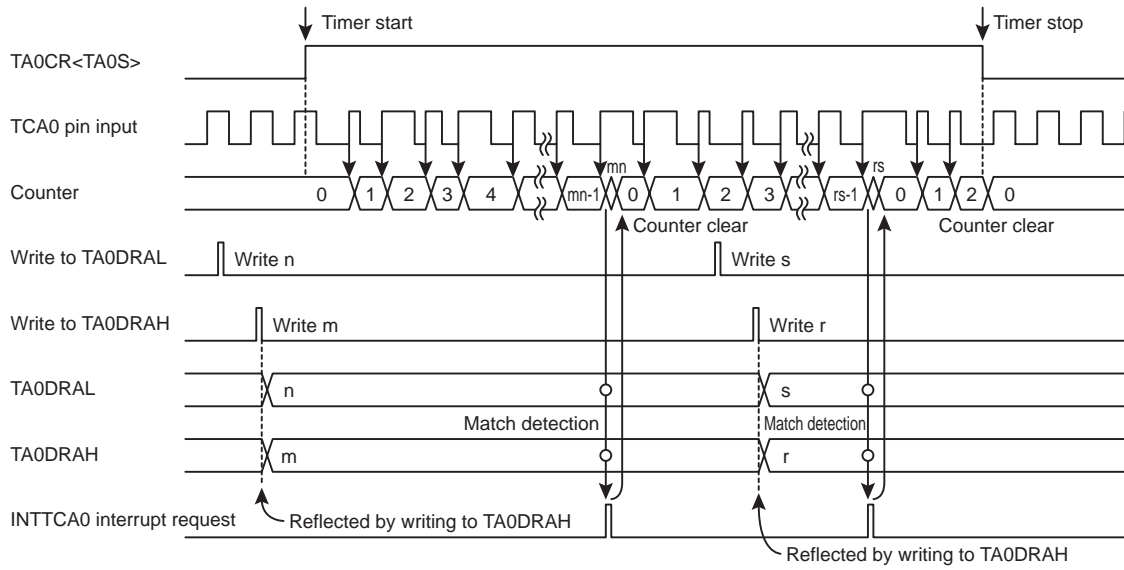 Timer start Timer stop
TA0CR<TA0S>
TCA0 pin input
mn rs
Counter 0 1 2 3 4 mn-1 0 1 2 3 rs-1 0 1 2 0
Counter clear Counter clear
Write to TA0DRAL Write n Write s
Write to TA0DRAH Write m Write r
TA0DRAL n s
Match detection Match detection
TA0DRAH m r
INTTCA0 interrupt request Reflected by writing to TA0DRAH
Reflected by writing to TA0DRAH